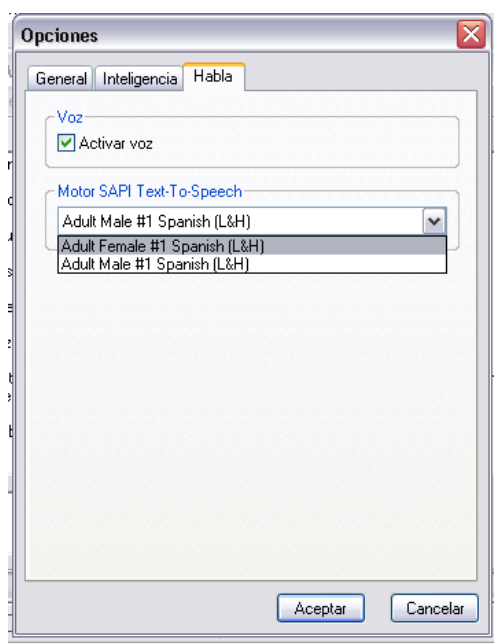 Opciones
General Inteligencia Habla
Voz
Activar voz
Motor SAPI Text-To-Speech
Adult Male #1 Spanish (L&H)
Adult Female #1 Spanish (L&H)
Adult Male #1 Spanish (L&H)
Aceptar Cancelar